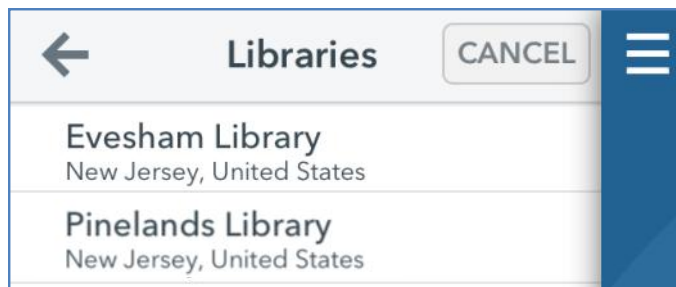 Libraries
CANCEL
Evesham Library
New Jersey, United States
Pinelands Library
New Jersey, United States